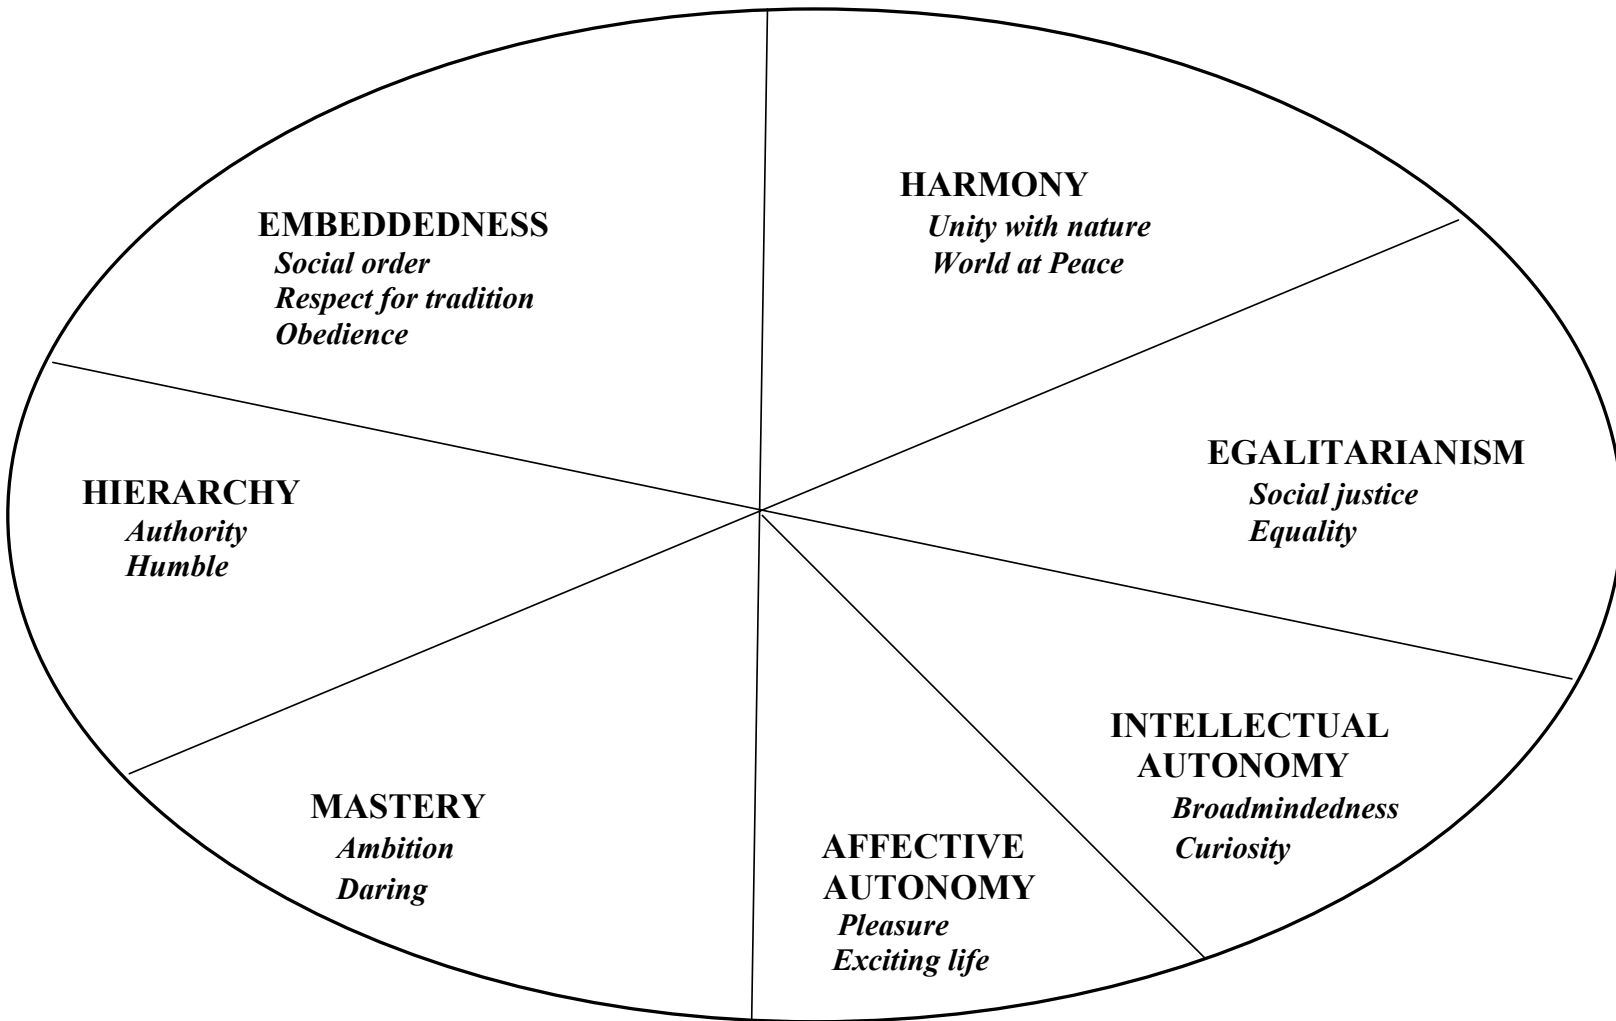 HARMONY
Unity with nature
World at Peace
EMBEDDEDNESS
Social order
Respect for tradition
Obedience
EGALITARIANISM
Social justice
Equality
HIERARCHY
Authority
Humble
INTELLECTUAL
AUTONOMY
Broadmindedness
Curiosity
MASTERY
Ambition
Daring
AFFECTIVE
AUTONOMY
Pleasure
Exciting life